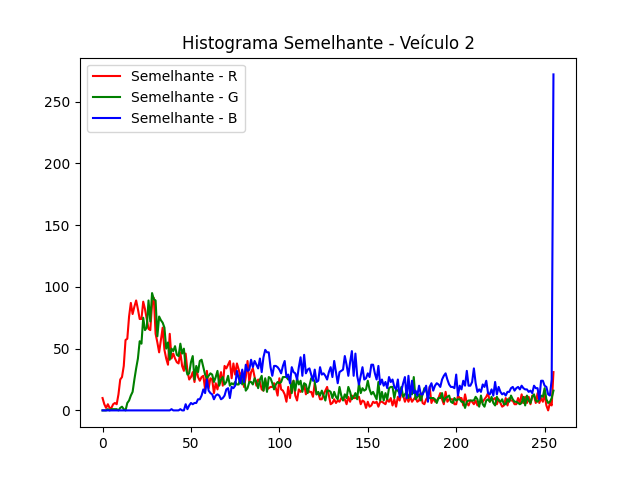 Histograma Semelhante - Veículo 2
Semelhante - R
Semelhante - G
Semelhante - B
250
200
150
100
50
0
0 50 100 150 200 250